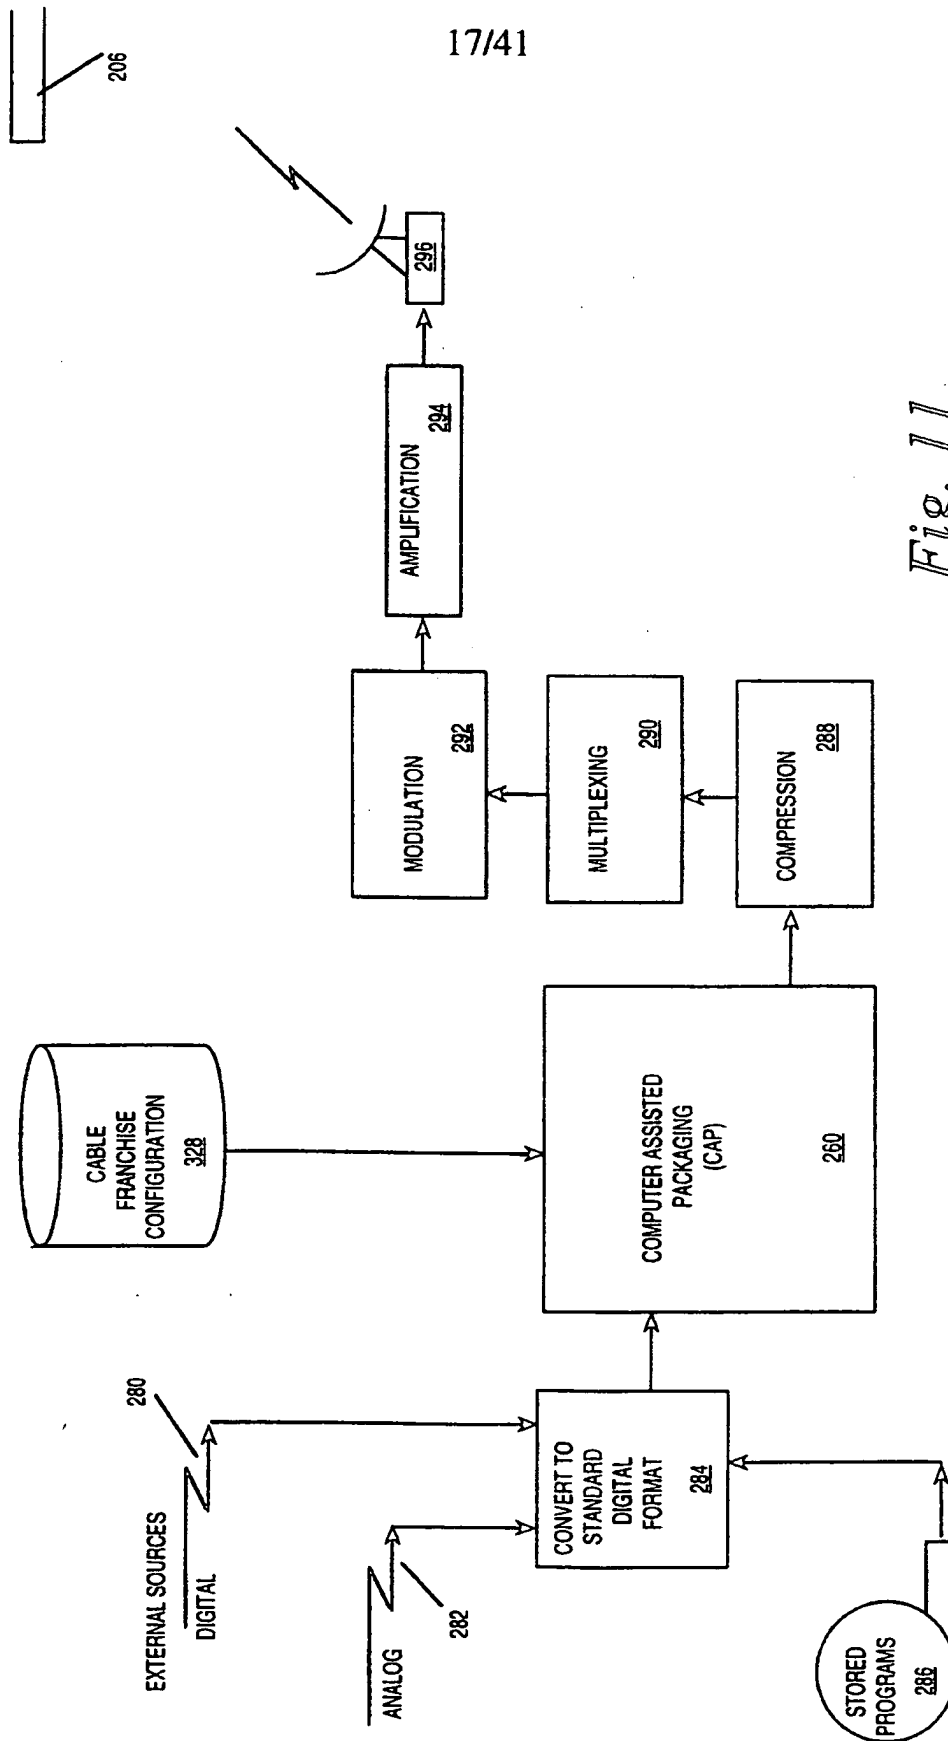 17/41
206
296
AMPLIFICATION
294
MODULATION
292
MULTIPLEXING
290
COMPRESSION
288
CABLE
FRANCHISE
CONFIGURATION
328
COMPUTER ASSISTED
PACKAGING
(CAP)
260
EXTERNAL SOURCES
DIGITAL
280
ANALOG
282
CONVERT TO
STANDARD
DIGITAL
FORMAT
284
STORED
PROGRAMS
286
Fig. 11